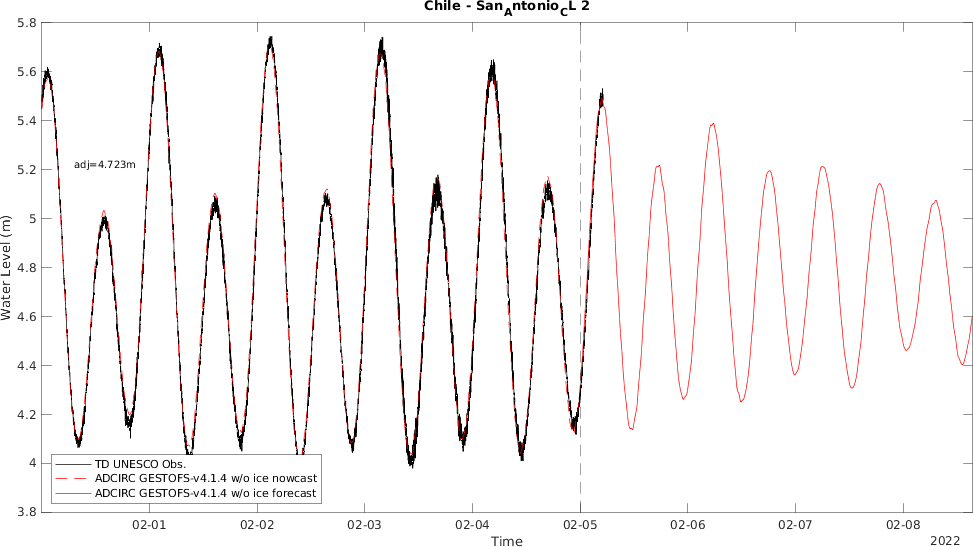 Chile - SanAntonioCL 2
5.8
5.6
5.4
5.2
5
4.8
4.6
4.4
4.2
4
3.8
Water Level (m)
adj=4.723m
TD UNESCO Obs.
ADCIRC GESTOFS-v4.1.4 w/o ice nowcast
ADCIRC GESTOFS-v4.1.4 w/o ice forecast
02-01 02-02 02-03 02-04 02-05 02-06 02-07 02-08
Time
2022